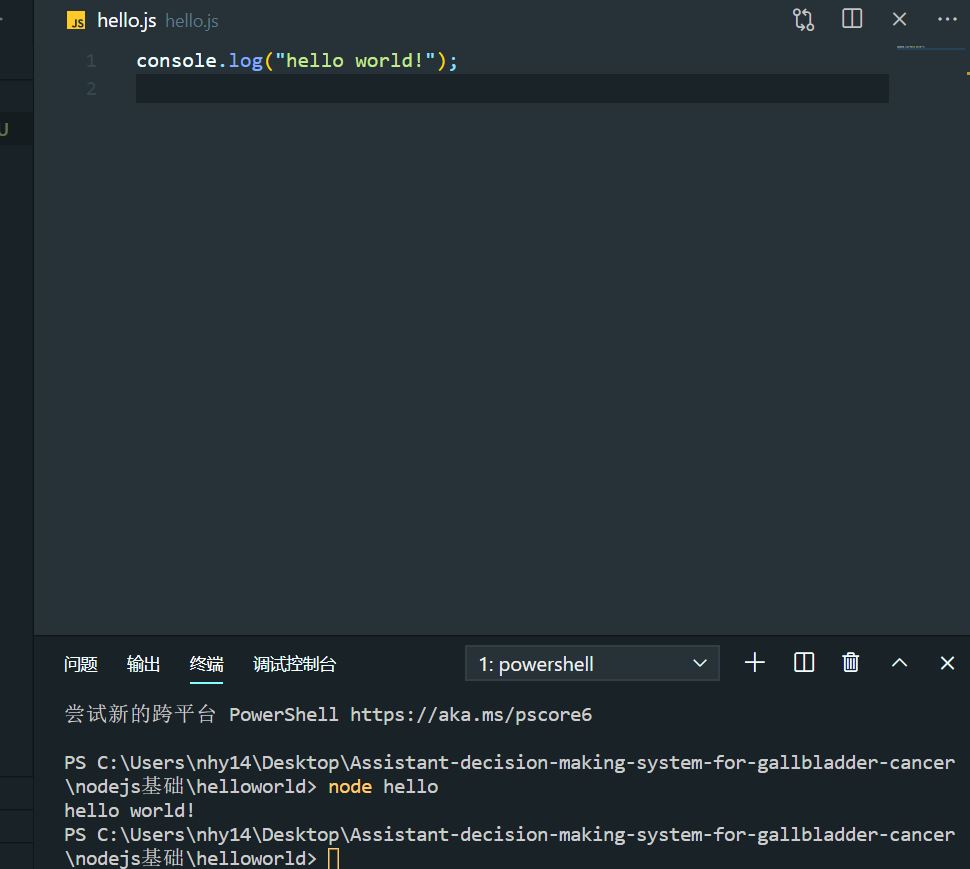 JS hello.js hello.js
1 console.log("hello world!");
2
U
问题 输出 终端 调试控制台 1: powershell
尝试新的跨平台 PowerShell https://aka.ms/pscore6
PS C:\Users\nhy14\Desktop\Assistant-decision-making-system-for-gallbladder-cancer
\nodejs基础\helloworld> node hello
hello world!
PS C:\Users\nhy14\Desktop\Assistant-decision-making-system-for-gallbladder-cancer
\nodejs基础\helloworld>